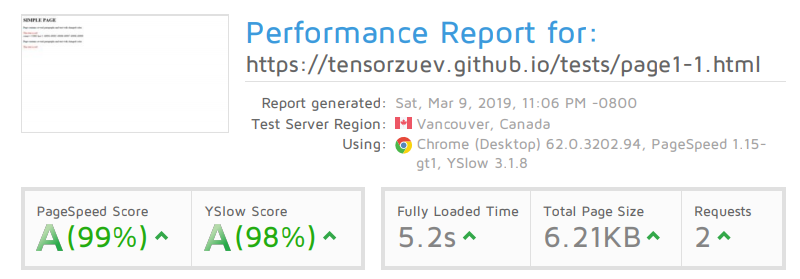 SIMPLE PAGE
Performance Report for:
https://tensorzuev.github.io/tests/page1-1.html
Report generated: Sat, Mar 9, 2019, 11:06 PM -0800
Test Server Region: Vancouver, Canada
Using: Chrome (Desktop) 62.0.3202.94, PageSpeed 1.15-
gt1, YSlow 3.1.8
PageSpeed Score
A(99%)
YSlow Score
A(98%)
Fully Loaded Time
5.2s
Total Page Size
6.21KB
Requests
2